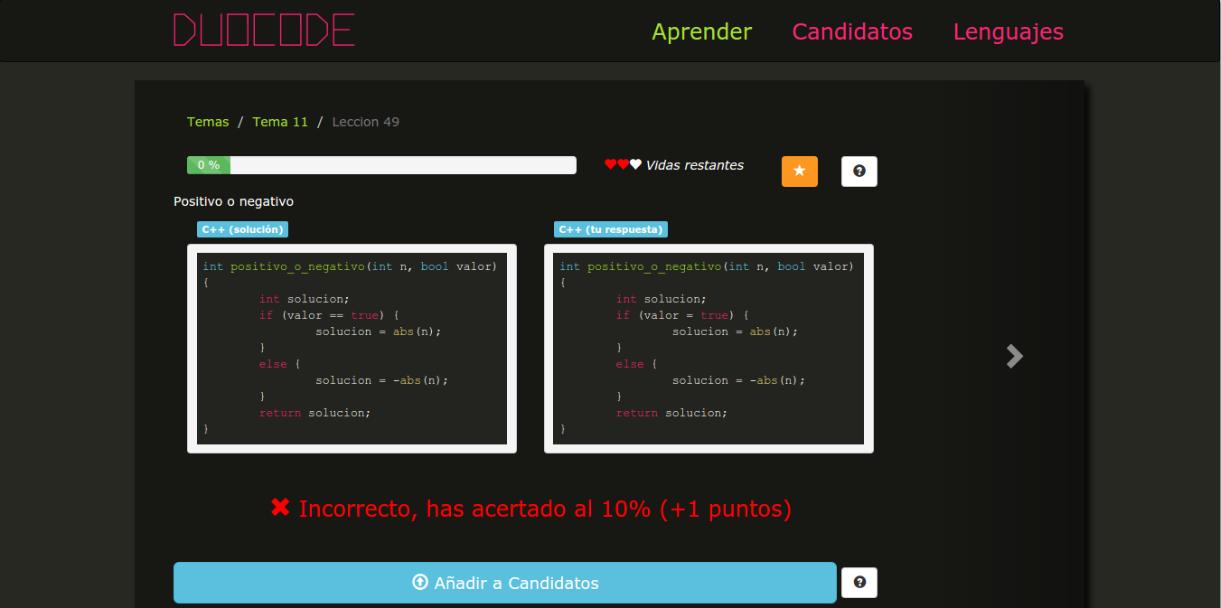 DUOCODE
Aprender Candidatos Lenguajes
Temas / Tema 11 / Leccion 49
0 %
Vidas restantes
Positivo o negativo
C++ (solución)
int positivo_o_negativo(int n, bool valor)
{
int solucion;
if (valor == true) {
solucion = abs(n);
}
else {
solucion = -abs(n);
}
return solucion;
}
C++ (tu respuesta)
int positivo_o_negativo(int n, bool valor)
{
int solucion;
if (valor = true) {
solucion = abs(n);
}
else {
solucion = -abs(n);
}
return solucion;
}
Incorrecto, has acertado al 10% (+1 puntos)
Añadir a Candidatos